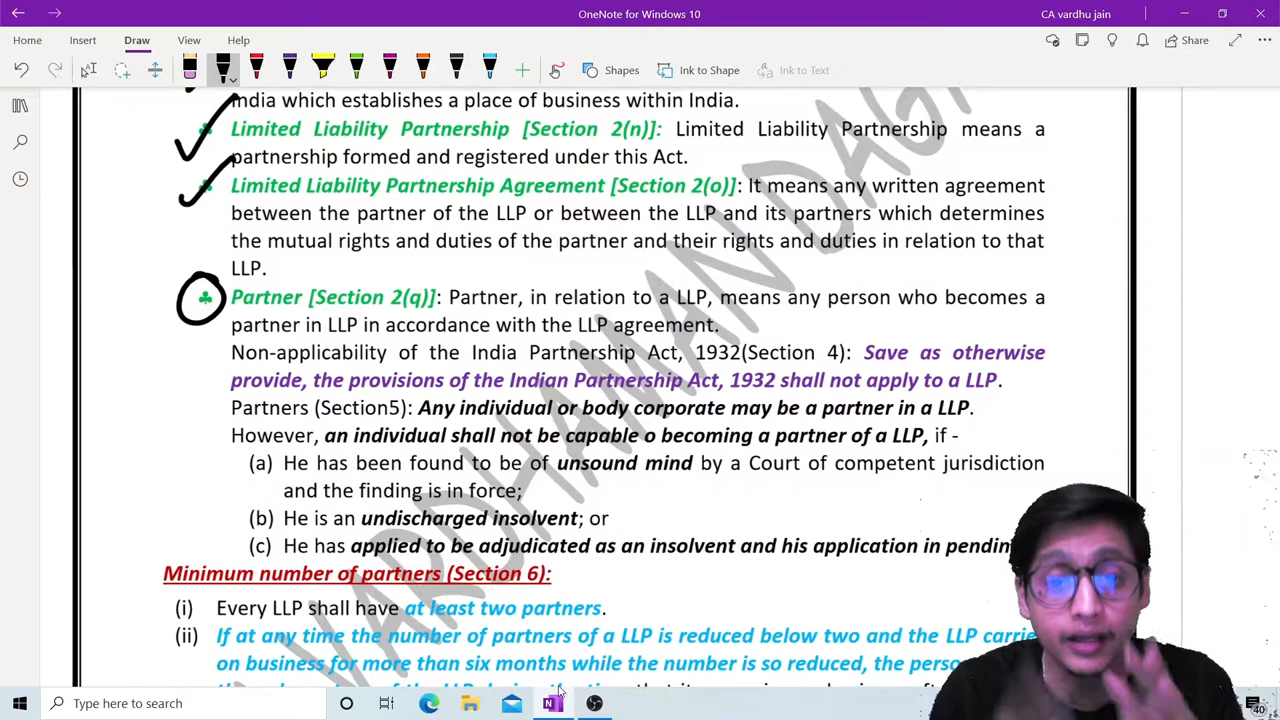 OneNote for Windows 10
CA vardhu jain
Home Insert Draw View Help
Share
Shapes Ink to Shape Ink to Text
India which establishes a place of business within India.
Limited Liability Partnership [Section 2(n)]: Limited Liability Partnership means a
partnership formed and registered under this Act.
Limited Liability Partnership Agreement [Section 2(o)]: It means any written agreement
between the partner of the LLP or between the LLP and its partners which determines
the mutual rights and duties of the partner and their rights and duties in relation to that
LLP.
Partner [Section 2(q)]: Partner, in relation to a LLP, means any person who becomes a
partner in LLP in accordance with the LLP agreement.
Non-applicability of the India Partnership Act, 1932(Section 4): Save as otherwise
provide, the provisions of the Indian Partnership Act, 1932 shall not apply to a LLP.
Partners (Section5): Any individual or body corporate may be a partner in a LLP.
However, an individual shall not be capable o becoming a partner of a LLP, if -
(a) He has been found to be of unsound mind by a Court of competent jurisdiction
and the finding is in force;
(b) He is an undischarged insolvent; or
(c) He has applied to be adjudicated as an insolvent and his application in pendin
Minimum number of partners (Section 6):
(i) Every LLP shall have at least two partners.
(ii) If at any time the number of partners of a LLP is reduced below two and the LLP carrie
on business for more than six months while the number is so reduced, the perso
VARDHAMAN DAG
Type here to search
40